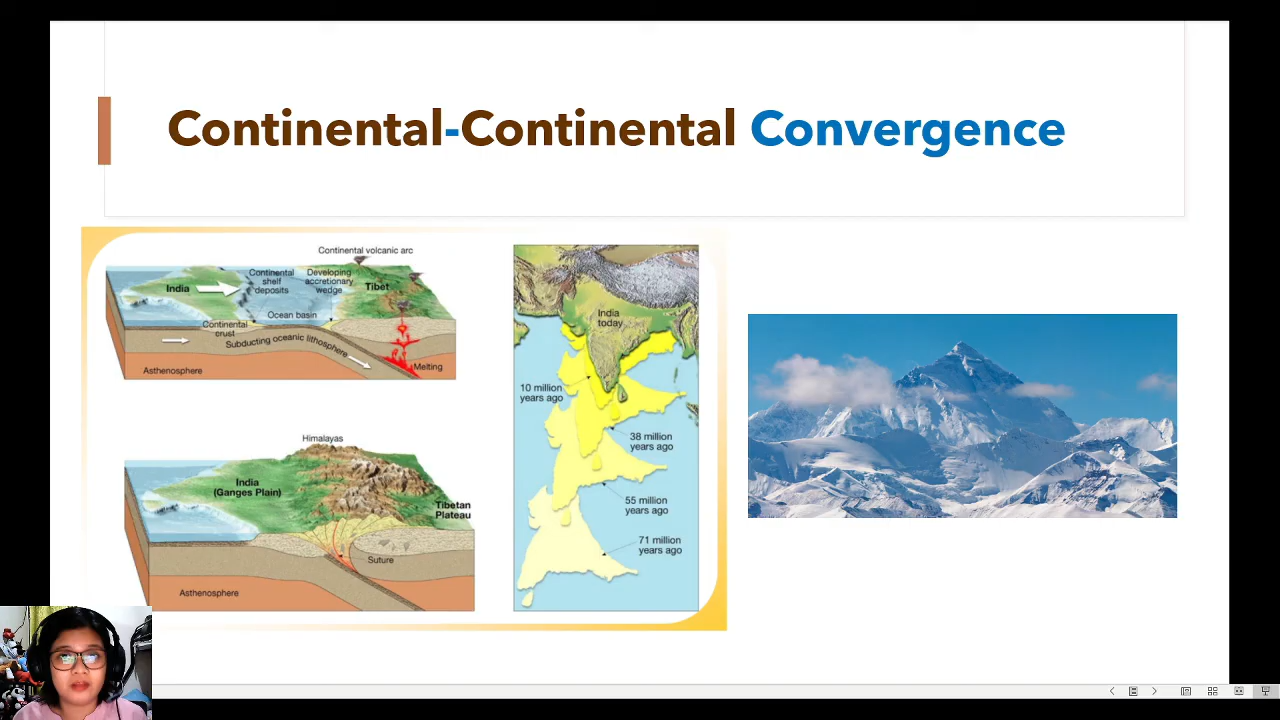 Continental-Continental Convergence
Continental volcanic arc
India
Continental
shelf
deposits
Developing
accretionary
wedge
Tibet
Ocean basin
Continental
crust
Subducting oceanic lithosphere
Asthenosphere
Melting
Himalayas
India
(Ganges Plain)
Tibetan
Plateau
Suture
Asthenosphere
India
today
10 million
years ago
38 million
years ago
55 million
years ago
71 million
years ago